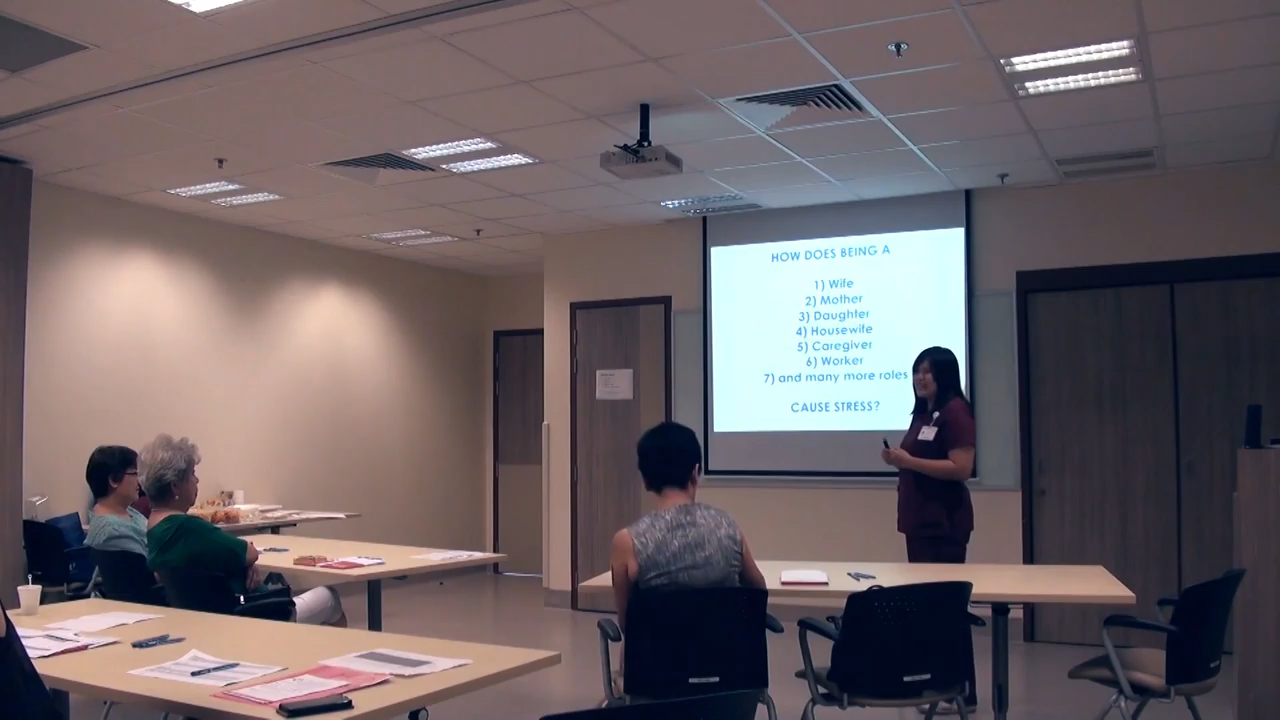 HOW DOES BEING A
1) Wife
2) Mother
3) Daughter
4) Housewife
5) Caregiver
6) Worker
7) and many more roles
CAUSE STRESS?